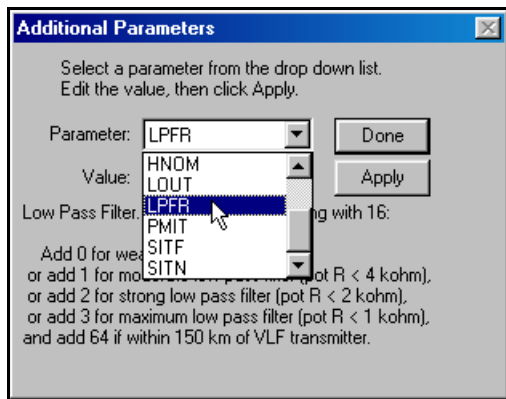 Additional Parameters
Select a parameter from the drop down list.
Edit the value, then click Apply.
Parameter: LPFR
Done
Value:
Apply
HNOM
LOUT
LPFR
PMIT
SITF
SITN
Low Pass Filter. g with 16:
Add 0 for
or add 1 for low pass filter (pot R < 4 kohm),
or add 2 for strong low pass filter (pot R < 2 kohm),
or add 3 for maximum low pass filter (pot R < 1 kohm),
and add 64 if within 150 km of VLF transmitter.